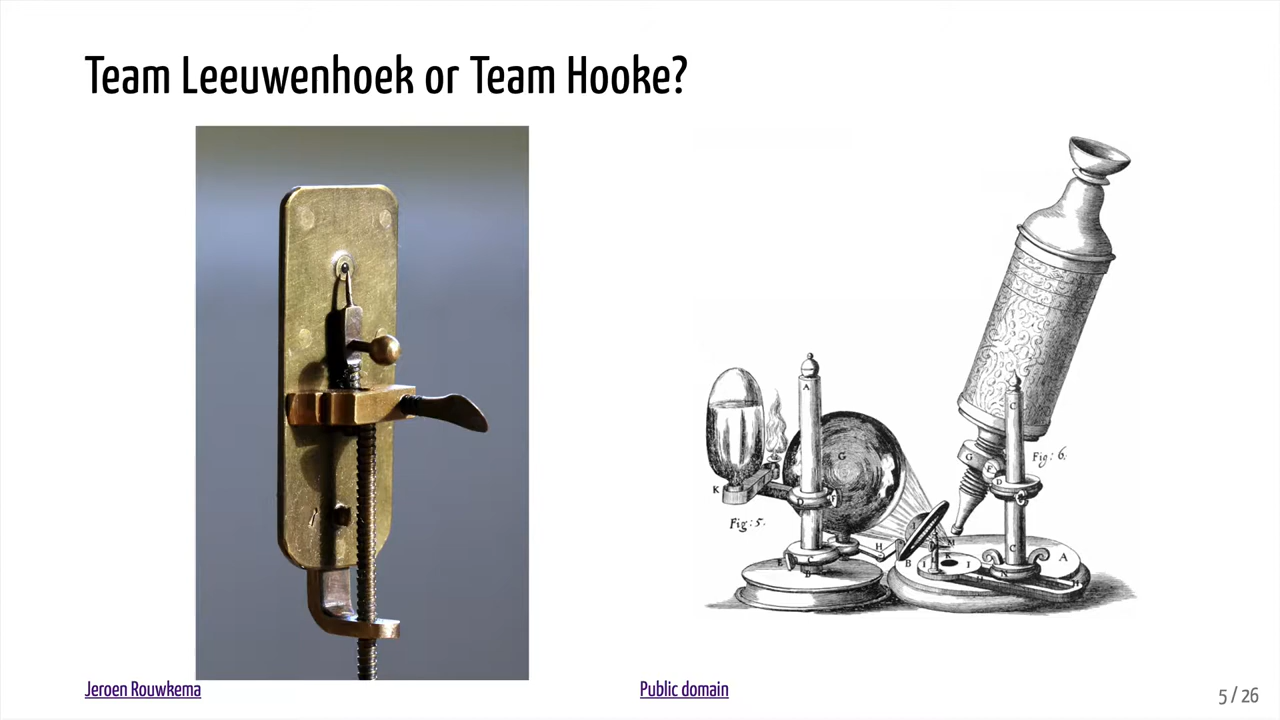 Team Leeuwenhoek or Team Hooke?
A
K
G
Fig: 5.
D
F
E
C
B
H
C
Fig: 6.
G
E
D
M
K
B
I
I
C
A
H
Jeroen Rouwkema
Public domain
5 / 26